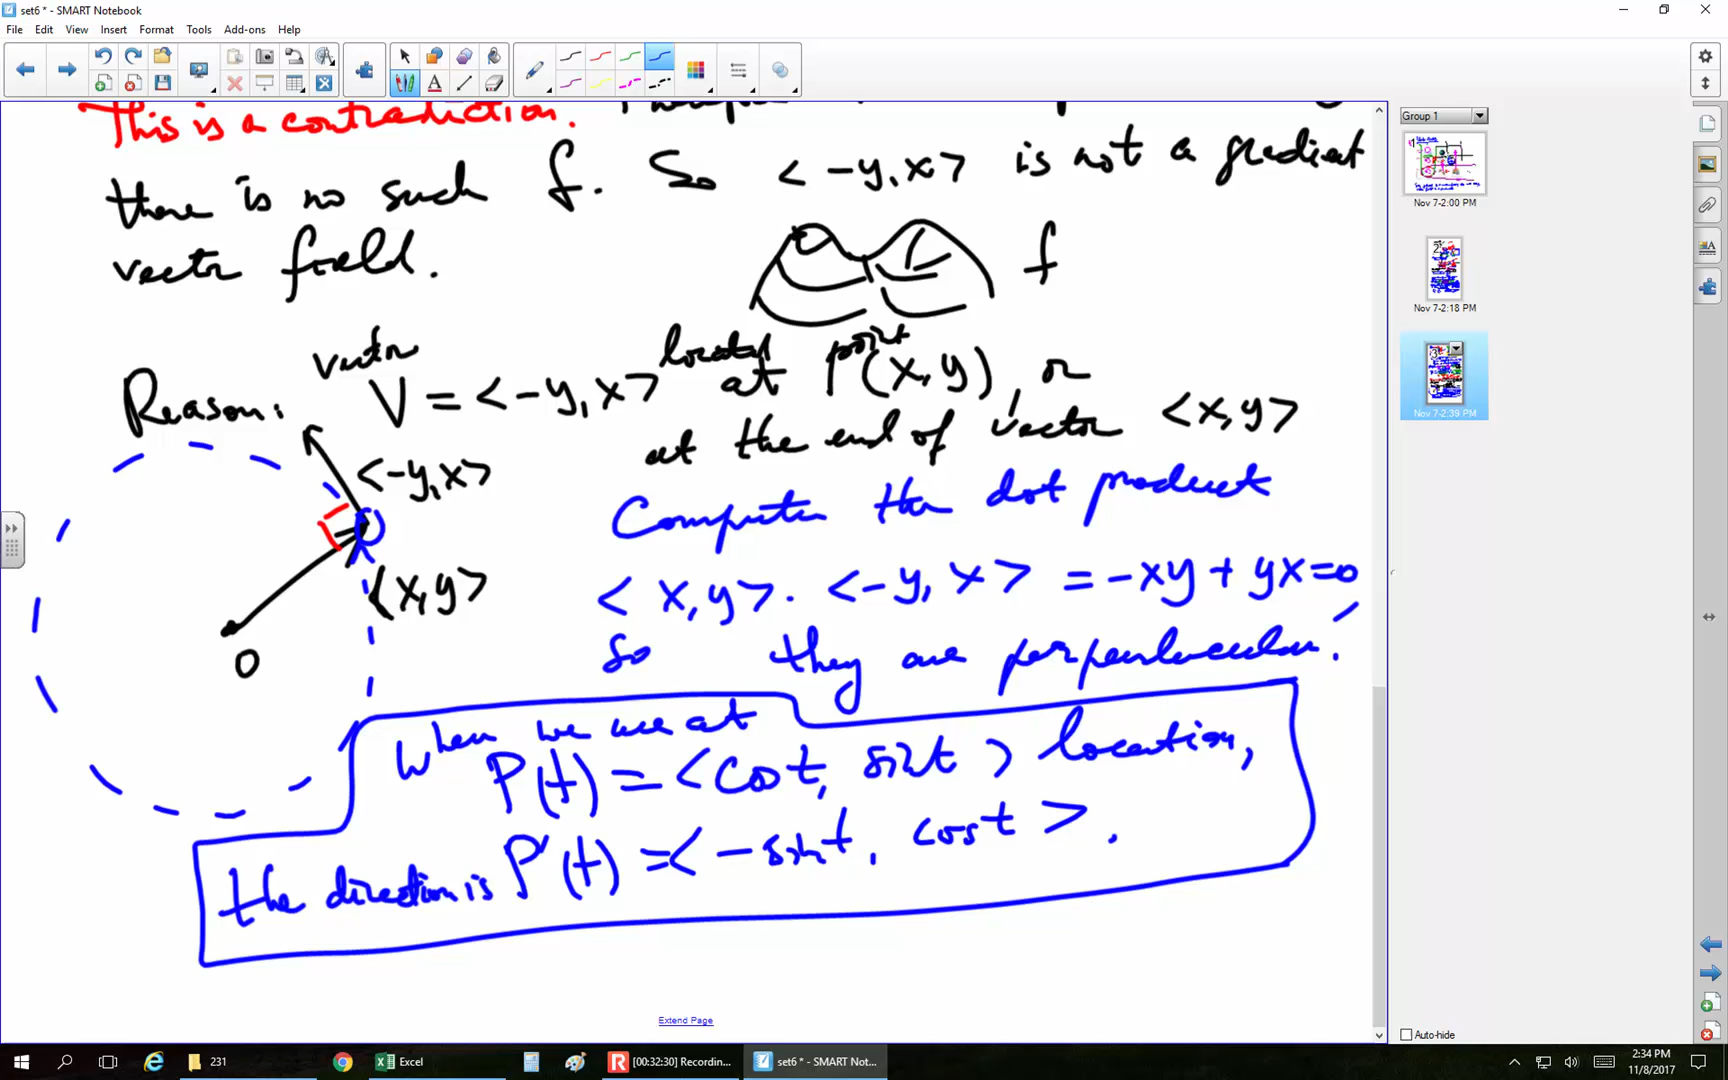 set6 * - SMART Notebook
File Edit View Insert Format Tools Add-ons Help
This is a contradiction.
there is no such f. So < -y, x > is not a gradient
vector field.
f
Reason: vector V = < -y, x > located at point P(x, y), or
at the end of vector < x, y >
< -y, x >
Compute the dot product
< x, y >
< x, y > . < -y, x > = -xy + yx = 0
So they are perpendicular.
O
When we are at
P(t) = < cost, sint > location,
the direction is P'(t) = < - sint, cost > .
Extend Page
Group 1
Nov 7-2:00 PM
Nov 7-2:18 PM
Nov 7-2:39 PM
Auto-hide
231
Excel
[00:32:30] Recordin...
set6 * - SMART Not...
2:34 PM
11/8/2017